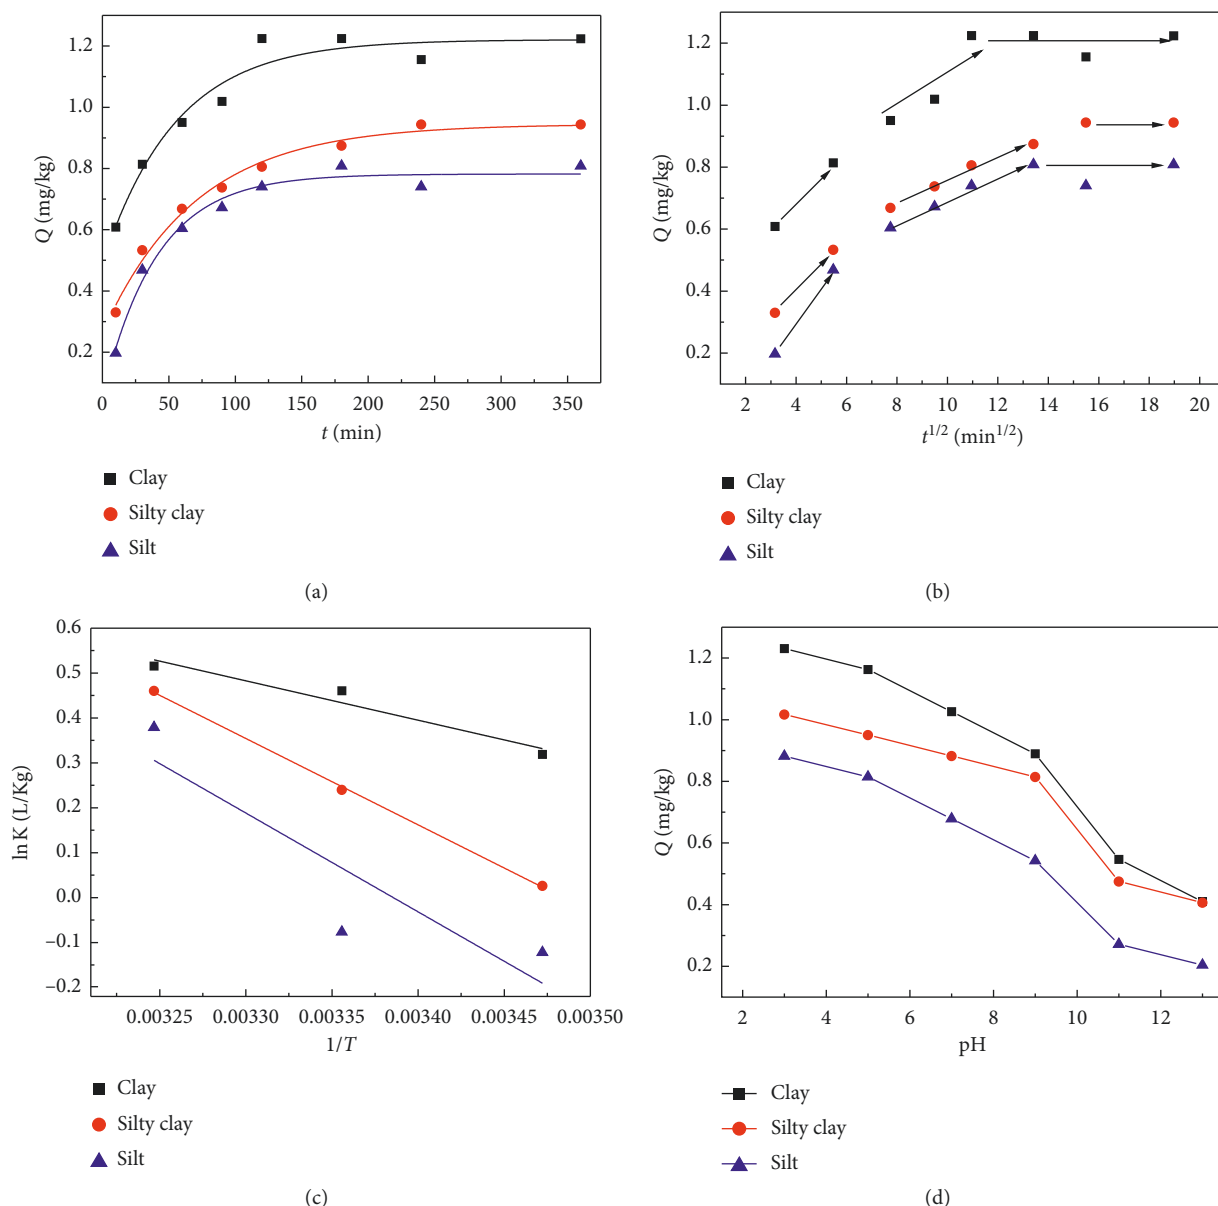 1.2
1.0
0.8
0.6
0.4
0.2
Q (mg/kg)
0 50 100 150 200 250 300 350
t (min)
Clay
Silty clay
Silt
(a)
1.2
1.0
0.8
0.6
0.4
0.2
Q (mg/kg)
2 4 6 8 10 12 14 16 18 20
t^{1/2} (min^{1/2})
Clay
Silty clay
Silt
(b)
0.6
0.5
0.4
0.3
0.2
0.1
0.0
−0.1
−0.2
ln K (L/Kg)
0.00325 0.00330 0.00335 0.00340 0.00345 0.00350
1/T
Clay
Silty clay
Silt
(c)
1.2
1.0
0.8
0.6
0.4
0.2
Q (mg/kg)
2 4 6 8 10 12
pH
Clay
Silty clay
Silt
(d)